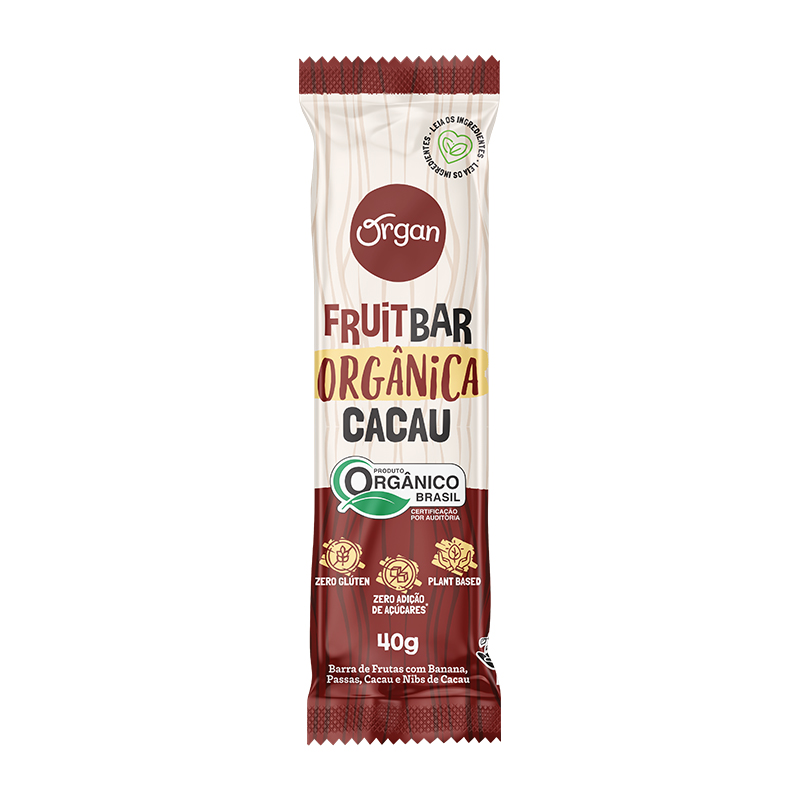 LEIA OS INGREDIENTES • LEIA OS INGREDIENTES •
Organ
FRUiTBAR
ORGÂNiCA
CACAU
PRODUTO
ORGÂNICO
BRASIL
CERTIFICAÇÃO
POR AUDITORIA
ZERO GLÚTEN
ZERO ADIÇÃO
DE AÇÚCARES*
PLANT BASED
40g
Barra de Frutas com Banana,
Passas, Cacau e Nibs de Cacau